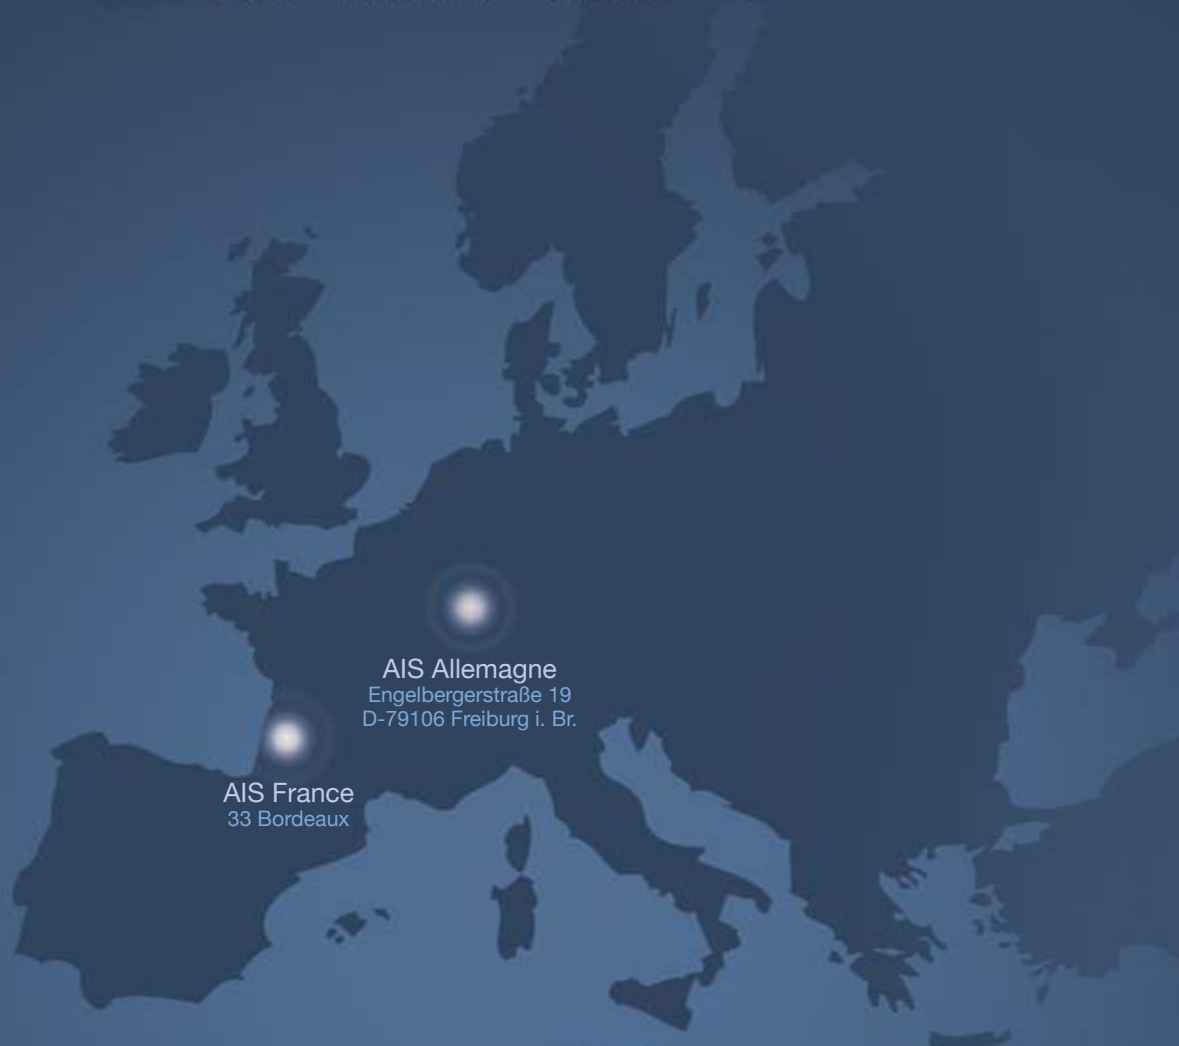 AIS Allemagne
Engelbergerstraße 19
D-79106 Freiburg i. Br.
AIS France
33 Bordeaux